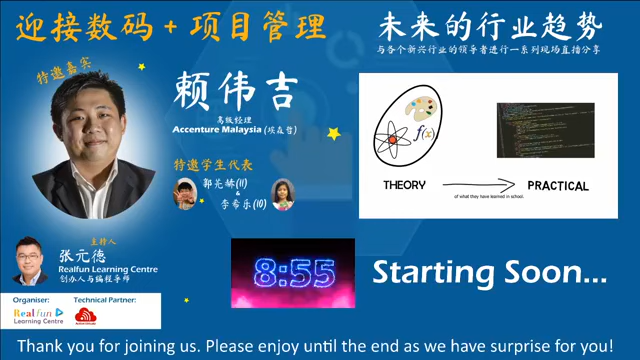 迎接数码 + 项目管理
未来的行业趋势
与各个新兴行业的领导者进行一系列现场直播分享
特邀嘉宾
赖伟吉
高级经理
Accenture Malaysia (埃森哲)
特邀学生代表
郭光赫(11)
&
李希乐(10)
f(x)
THEORY
PRACTICAL
of what they have learned in school.
主持人
张元德
Realfun Learning Centre
创办人与编程导师
8:55
Starting Soon...
Organiser:
Technical Partner:
Realfun
Learning Centre
Thank you for joining us. Please enjoy until the end as we have surprise for you!